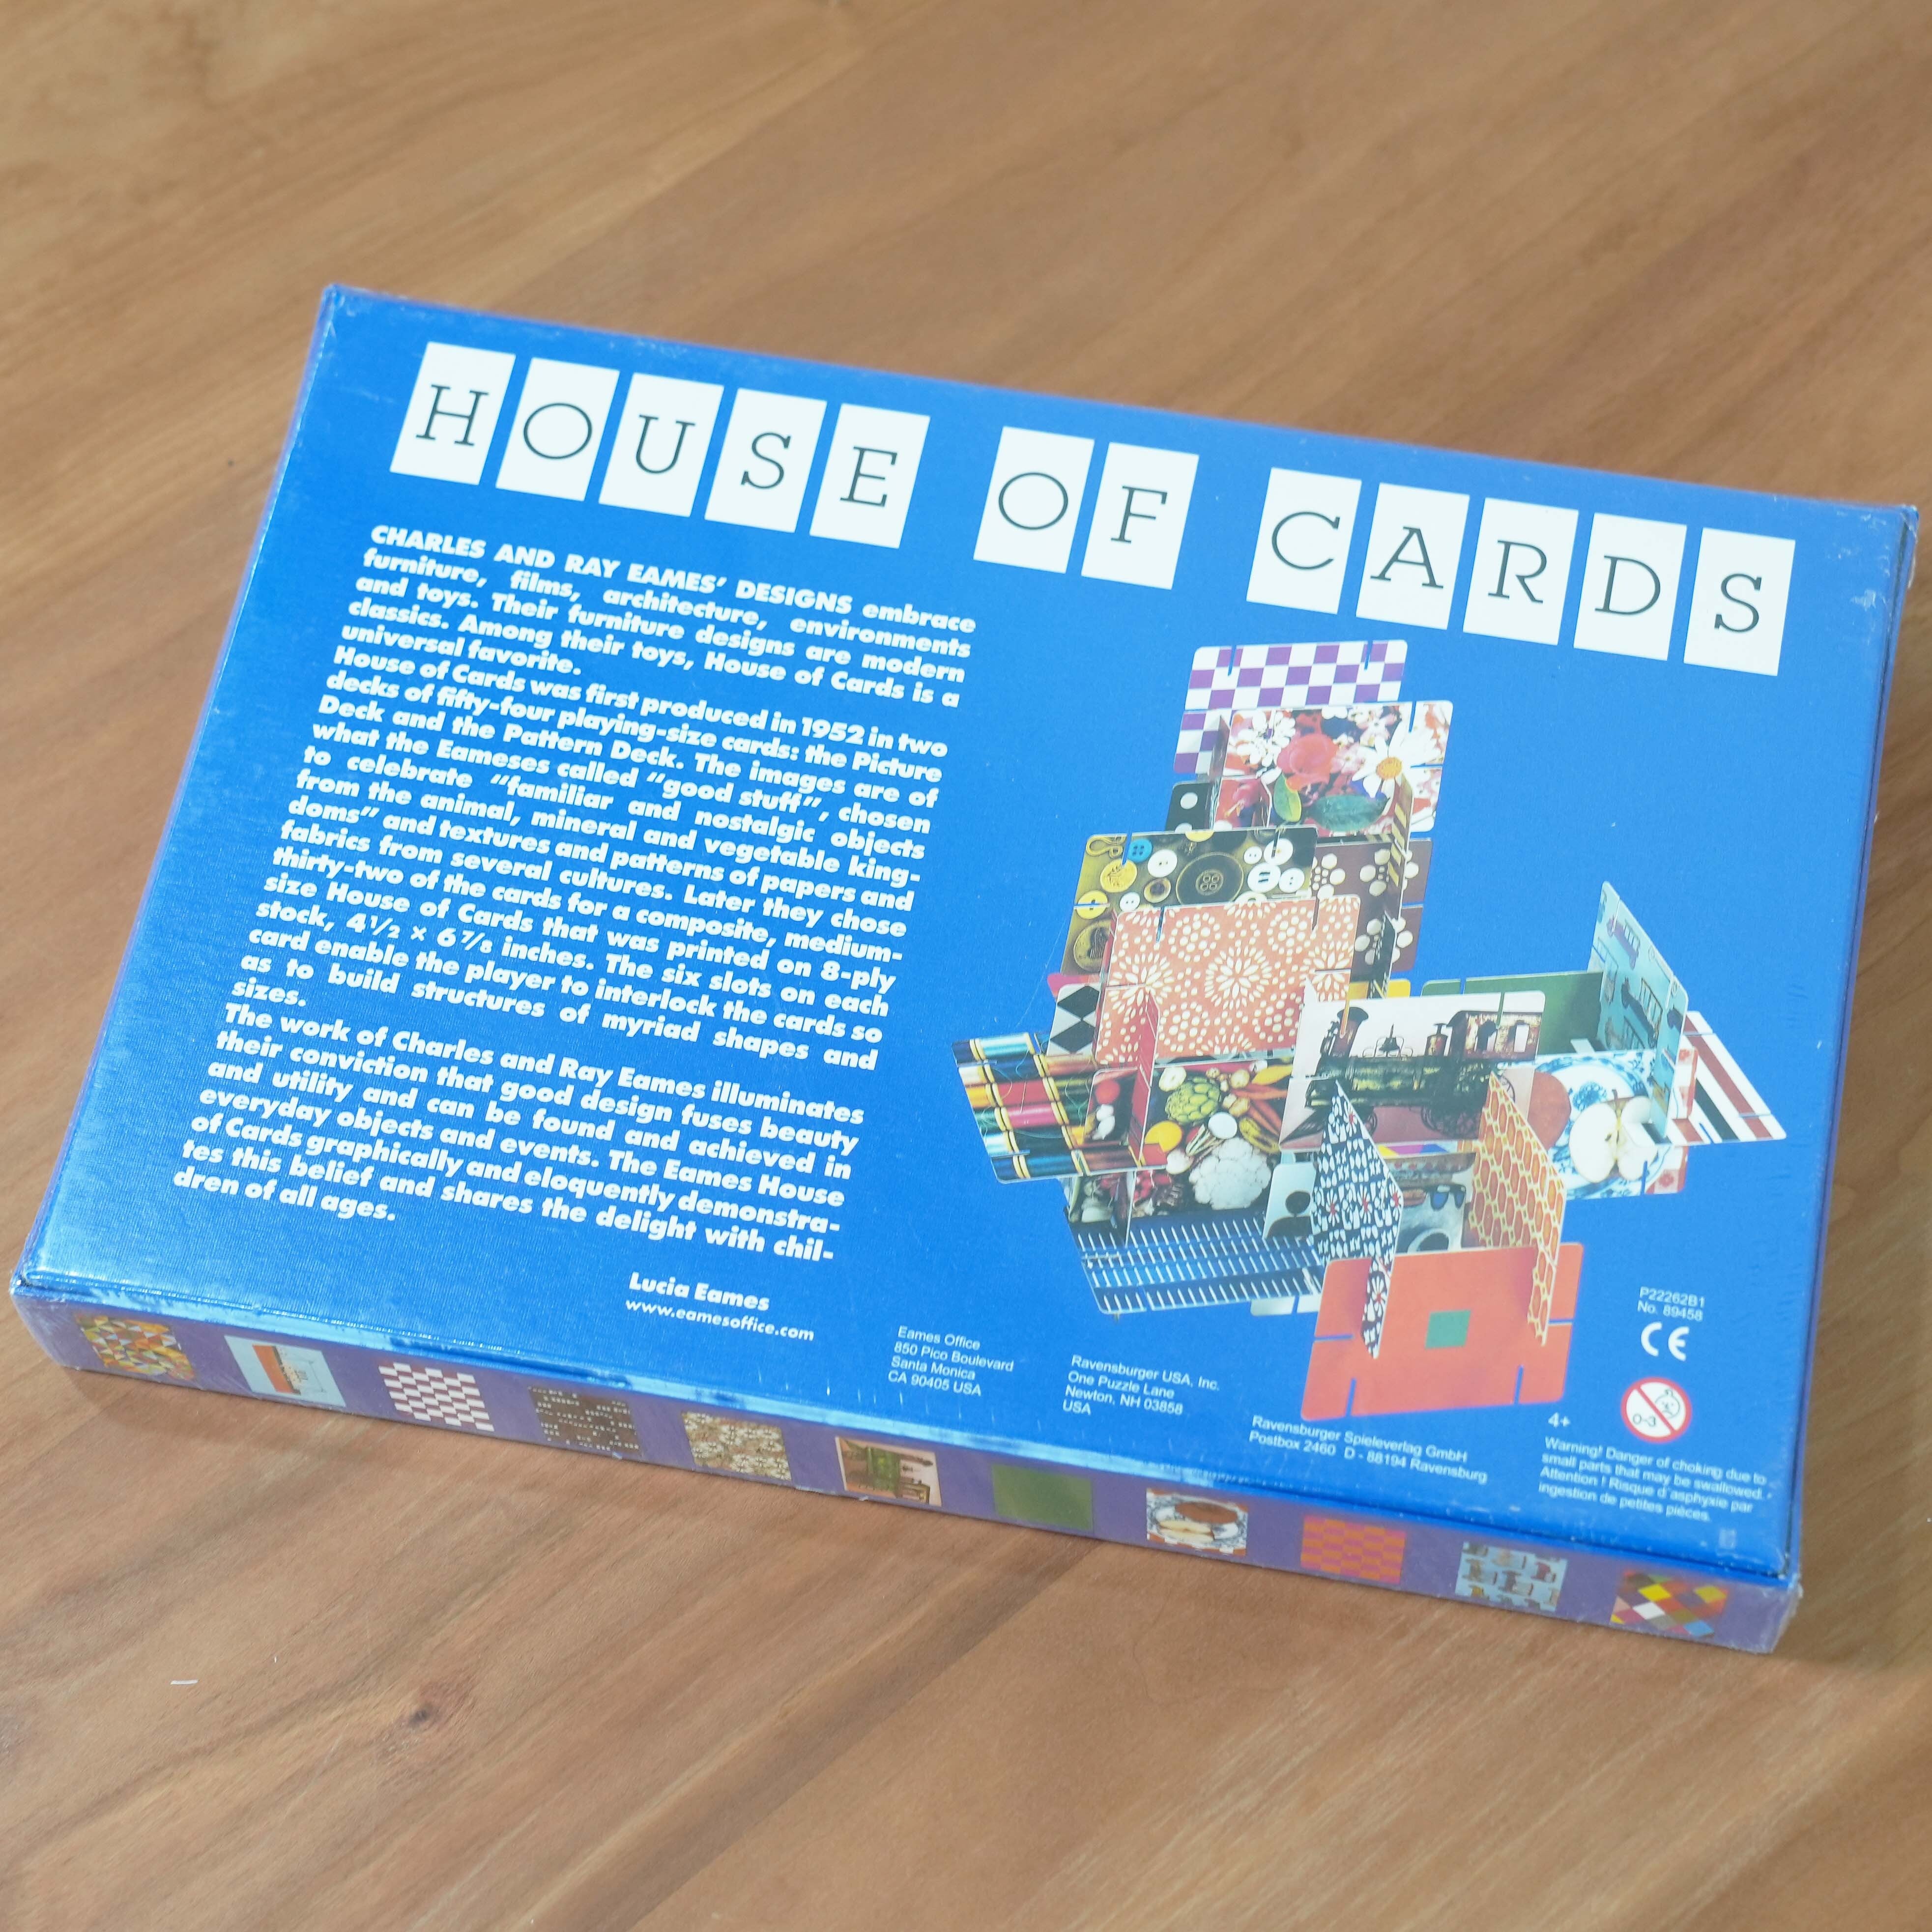 HOUSE OF CARDS
CHARLES AND RAY EAMES' DESIGNS embrace
furniture, films, architecture, environments
and toys. Their furniture designs are modern
classics. Among their toys, House of Cards is a
universal favorite.
House of Cards was first produced in 1952 in two
decks of fifty-four playing-size cards: the Picture
Deck and the Pattern Deck. The images are of
what the Eameses called "good stuff", chosen
to celebrate "familiar and nostalgic objects
from the animal, mineral and vegetable king-
doms" and textures and patterns of papers and
fabrics from several cultures. Later they chose
thirty-two of the cards for a composite, medium-
size House of Cards that was printed on 8-ply
stock, 4½ × 6⅞ inches. The six slots on each
card enable the player to interlock the cards so
as to build structures of myriad shapes and
sizes.
The work of Charles and Ray Eames illuminates
their conviction that good design fuses beauty
and utility and can be found and achieved in
everyday objects and events. The Eames House
of Cards graphically and eloquently demonstra-
tes this belief and shares the delight with chil-
dren of all ages.
Lucia Eames
www.eamesoffice.com
Eames Office
850 Pico Boulevard
Santa Monica
CA 90405 USA
Ravensburger USA, Inc.
One Puzzle Lane
Newton, NH 03858
USA
Ravensburger Spieleverlag GmbH
Postbox 2460 D - 88194 Ravensburg
P22262B1
No. 89458
CE
0-3
4+
Warning! Danger of choking due to
small parts that may be swallowed.
Attention ! Risque d'asphyxie par
ingestion de petites pièces.